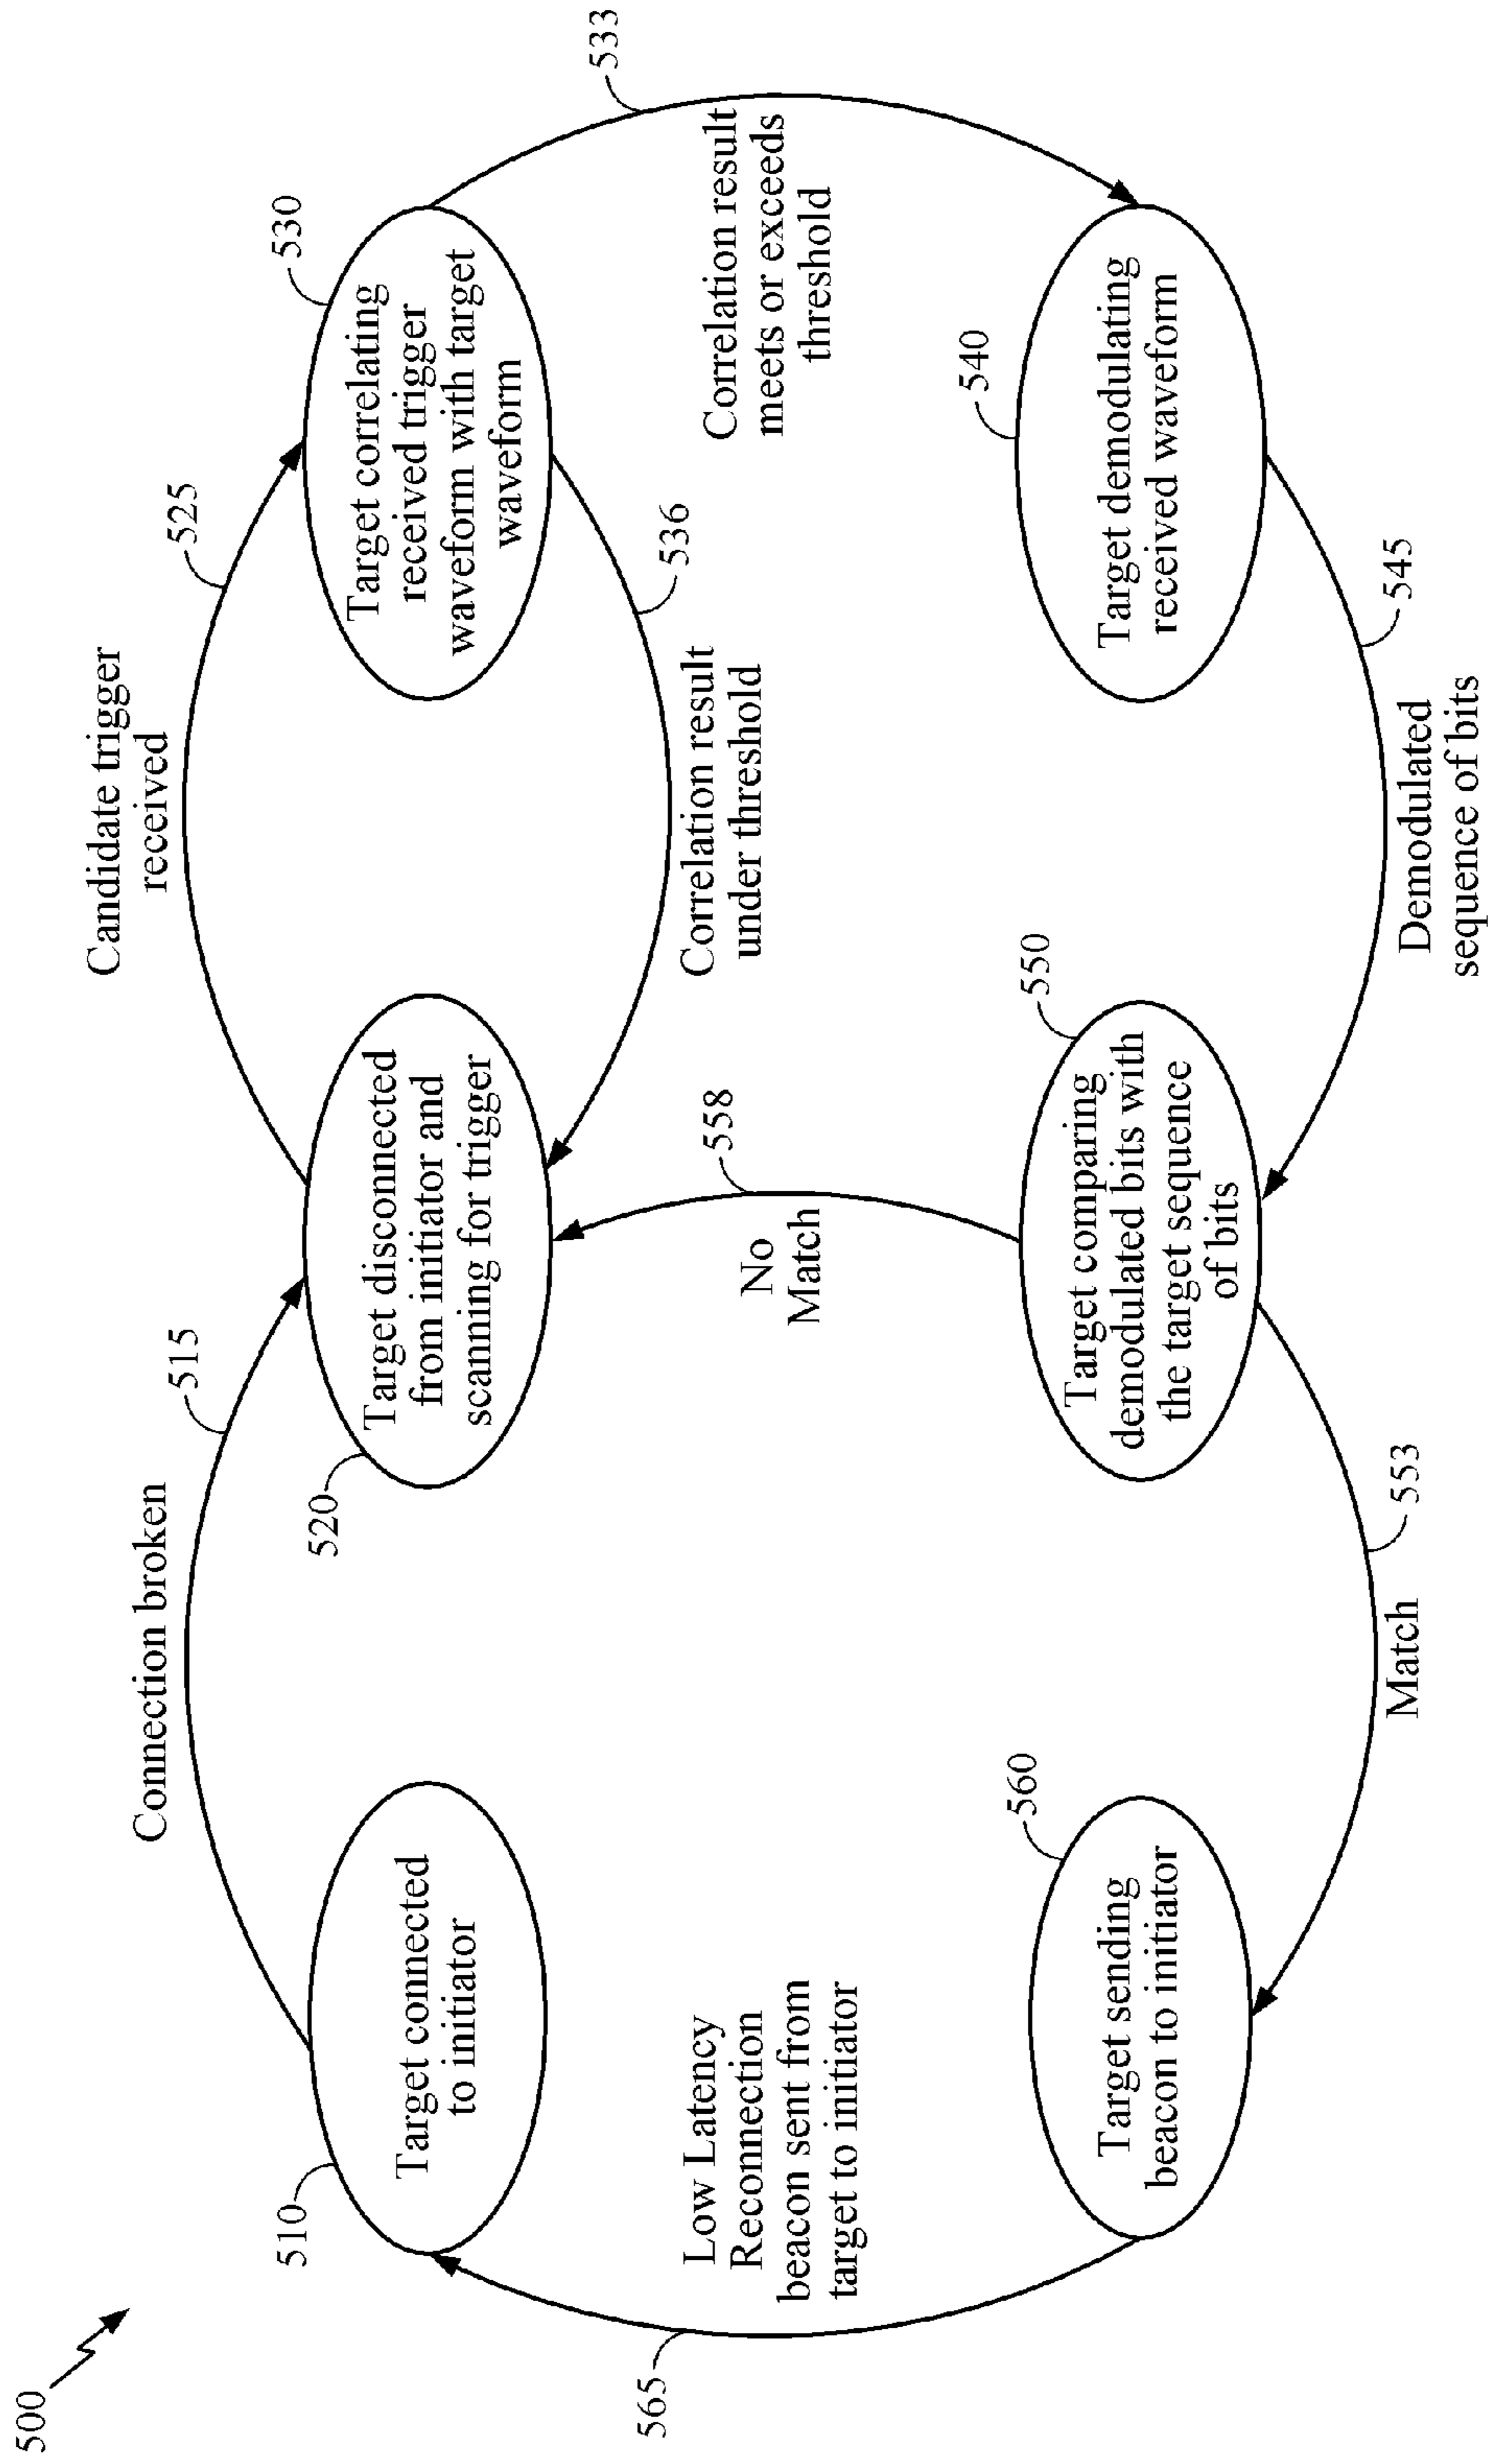 500
Connection broken
515
Candidate trigger
received
525
510
Target connected
to initiator
520
Target disconnected
from initiator and
scanning for trigger
530
Target correlating
received trigger
waveform with target
waveform
533
Correlation result
meets or exceeds
threshold
536
Correlation result
under threshold
558
No
Match
565
Low Latency
Reconnection
beacon sent from
target to initiator
560
Target sending
beacon to initiator
550
Target comparing
demodulated bits with
the target sequence
of bits
540
Target demodulating
received waveform
553
Match
545
Demodulated
sequence of bits